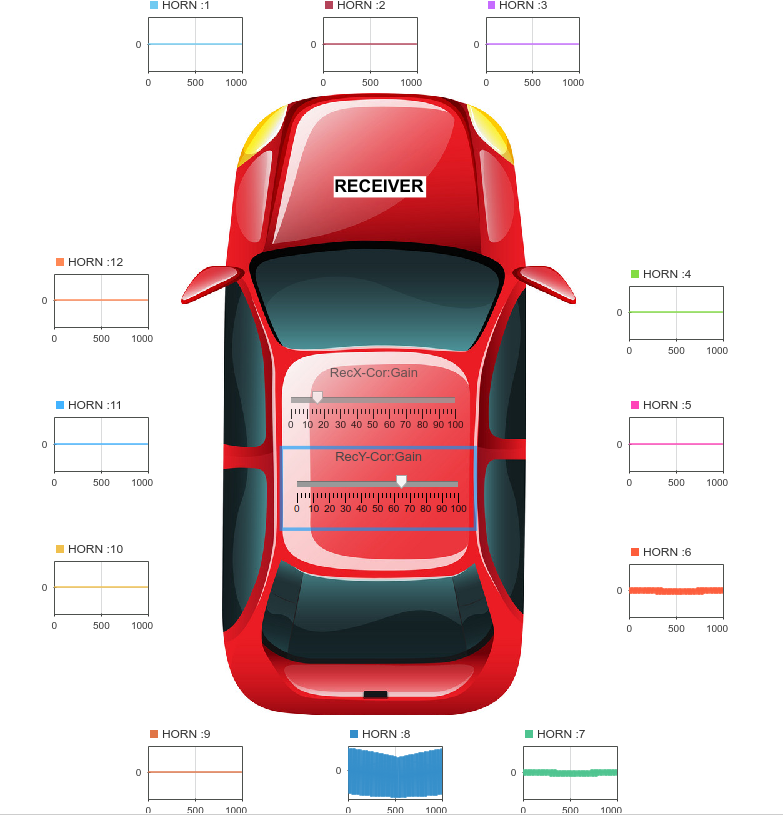 HORN :1
0
0 500 1000
HORN :2
0
0 500 1000
HORN :3
0
0 500 1000
RECEIVER
HORN :12
0
0 500 1000
HORN :4
0
0 500 1000
RecX-Cor:Gain
0 10 20 30 40 50 60 70 80 90 100
HORN :11
0
0 500 1000
HORN :5
0
0 500 1000
RecY-Cor:Gain
0 10 20 30 40 50 60 70 80 90 100
HORN :10
0
0 500 1000
HORN :6
0
0 500 1000
HORN :9
0
0 500 1000
HORN :8
0
0 500 1000
HORN :7
0
0 500 1000